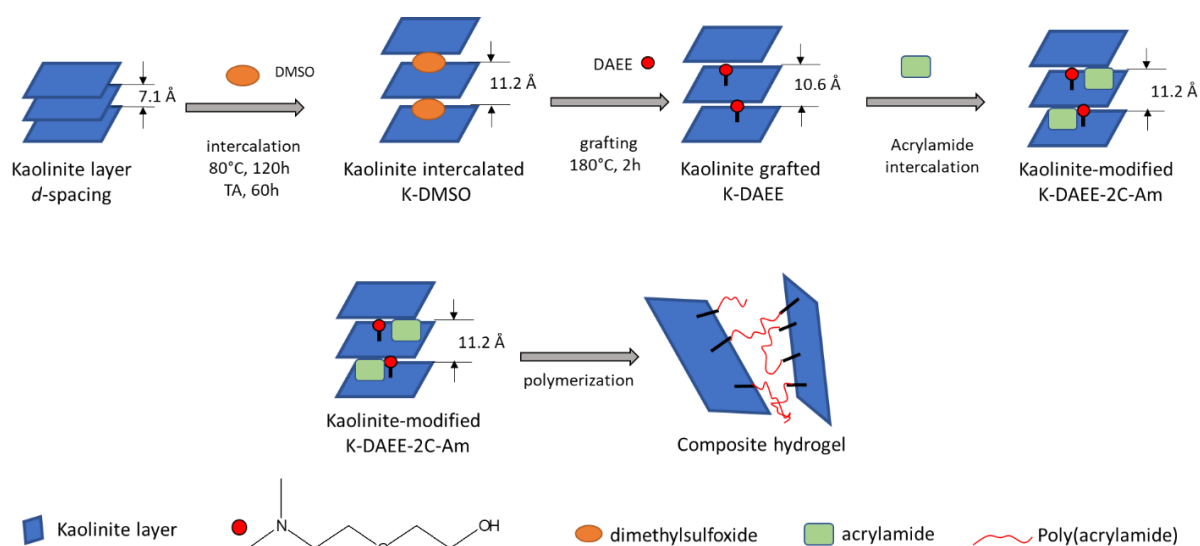 DMSO
7.1 Å
intercalation
80°C, 120h
TA, 60h
Kaolinite layer
d-spacing
11.2 Å
Kaolinite intercalated
K-DMSO
DAEE
grafting
180°C, 2h
10.6 Å
Kaolinite grafted
K-DAEE
Acrylamide
intercalation
11.2 Å
Kaolinite-modified
K-DAEE-2C-Am
11.2 Å
Kaolinite-modified
K-DAEE-2C-Am
polymerization
Composite hydrogel
Kaolinite layer
N
OH
dimethylsulfoxide
acrylamide
Poly(acrylamide)